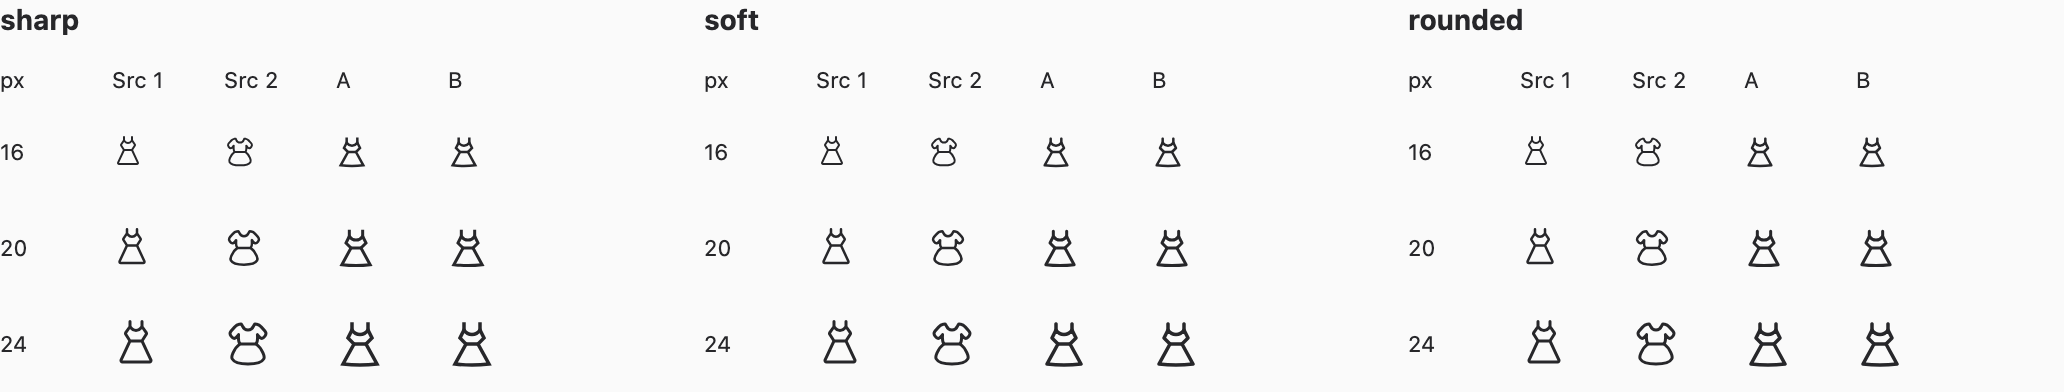 sharp soft rounded
px Src 1 Src 2 A B px Src 1 Src 2 A B px Src 1 Src 2 A B
16 16 16
20 20 20
24 24 24